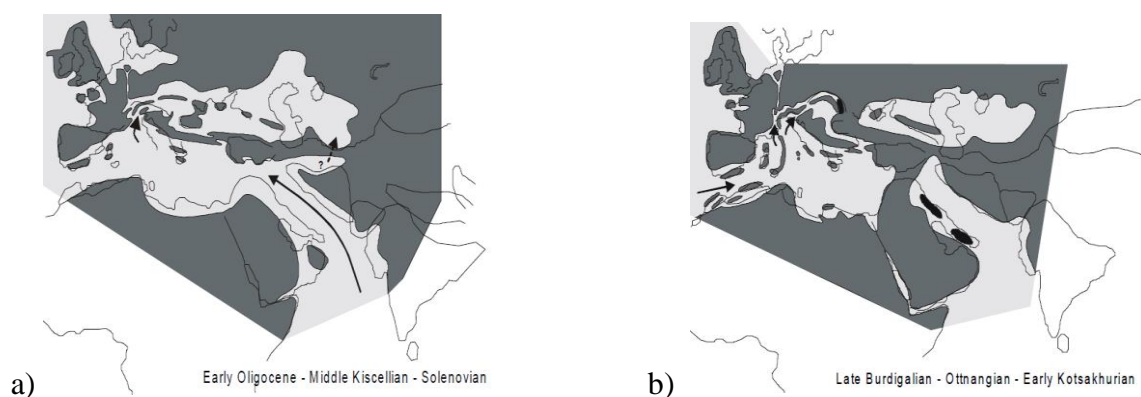 ?
a) Early Oligocene - Middle Kiscellian - Solenovian
b) Late Burdigalian - Ottnangian - Early Kotsakhurian